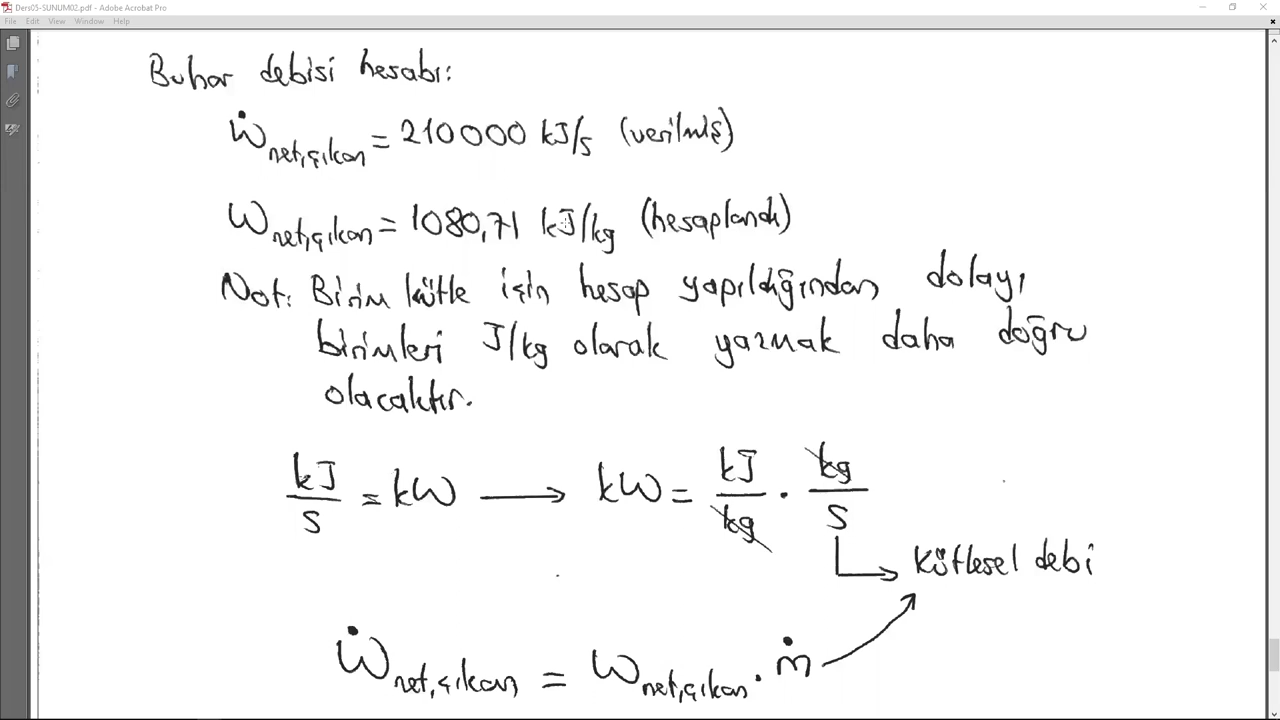 Ders05-SUNUM02.pdf - Adobe Acrobat Pro
File Edit View Window Help
Buhar debisi hesabı:
Ẇnet,çıkan = 210000 kJ/s (verilmiş)
Wnet,çıkan = 1080,71 kJ/kg (hesaplandı)
Not: Birim kütle için hesap yapıldığından dolayı
birimleri J/kg olarak yazmak daha doğru
olacaktır.
kJ/s = kW → kW = kJ/kg · kg/s
Kütlesel debi
Ẇnet,çıkan = Wnet,çıkan · ṁ